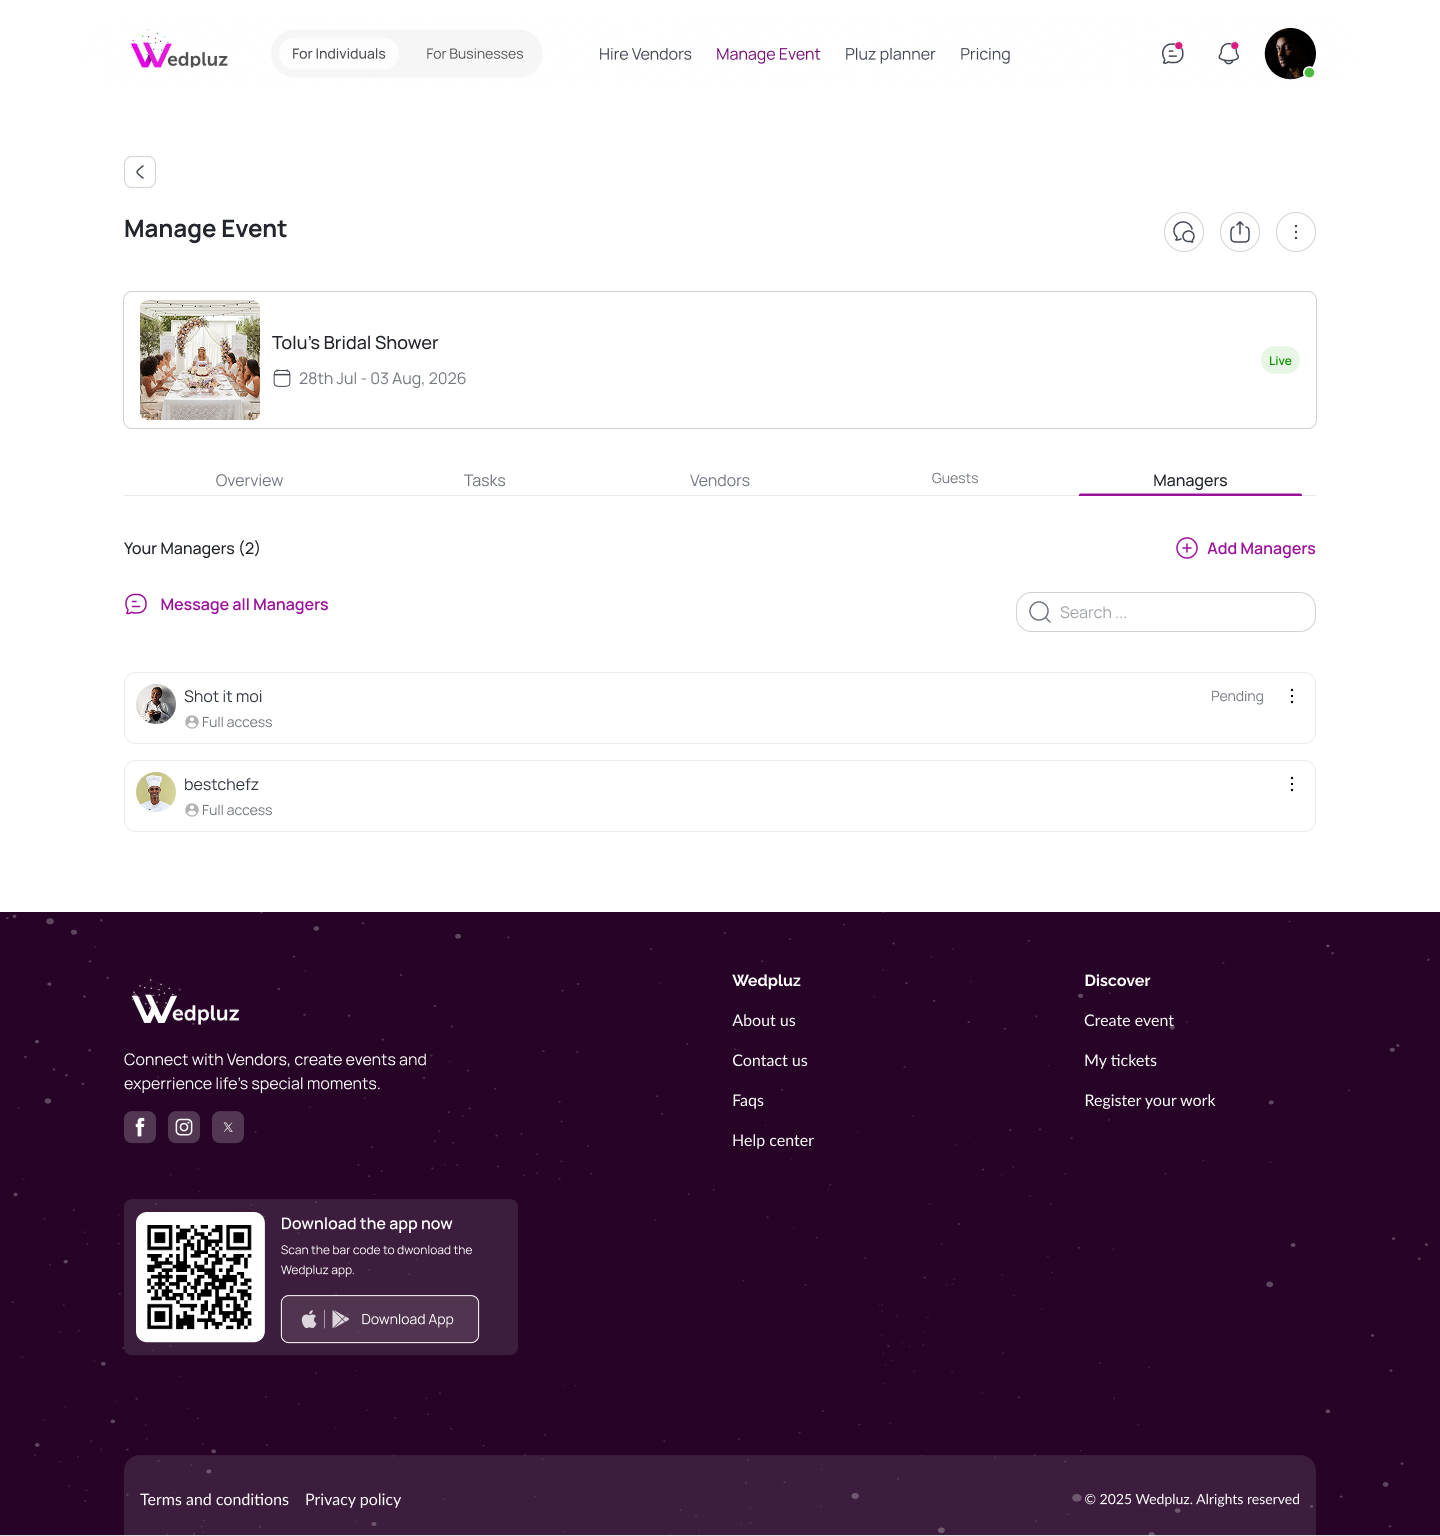 Wedpluz
For Individuals
For Businesses
Hire Vendors
Manage Event
Pluz planner
Pricing
Manage Event
Tolu's Bridal Shower
28th Jul - 03 Aug, 2026
Live
Overview
Tasks
Vendors
Guests
Managers
Your Managers (2)
Add Managers
Message all Managers
Search ...
Shot it moi
Pending
Full access
bestchefz
Full access
Wedpluz
Connect with Vendors, create events and
experrience life's special moments.
Download the app now
Scan the bar code to dwonload the
Wedpluz app.
Download App
Wedpluz
About us
Contact us
Faqs
Help center
Discover
Create event
My tickets
Register your work
Terms and conditions
Privacy policy
© 2025 Wedpluz. Alrights reserved